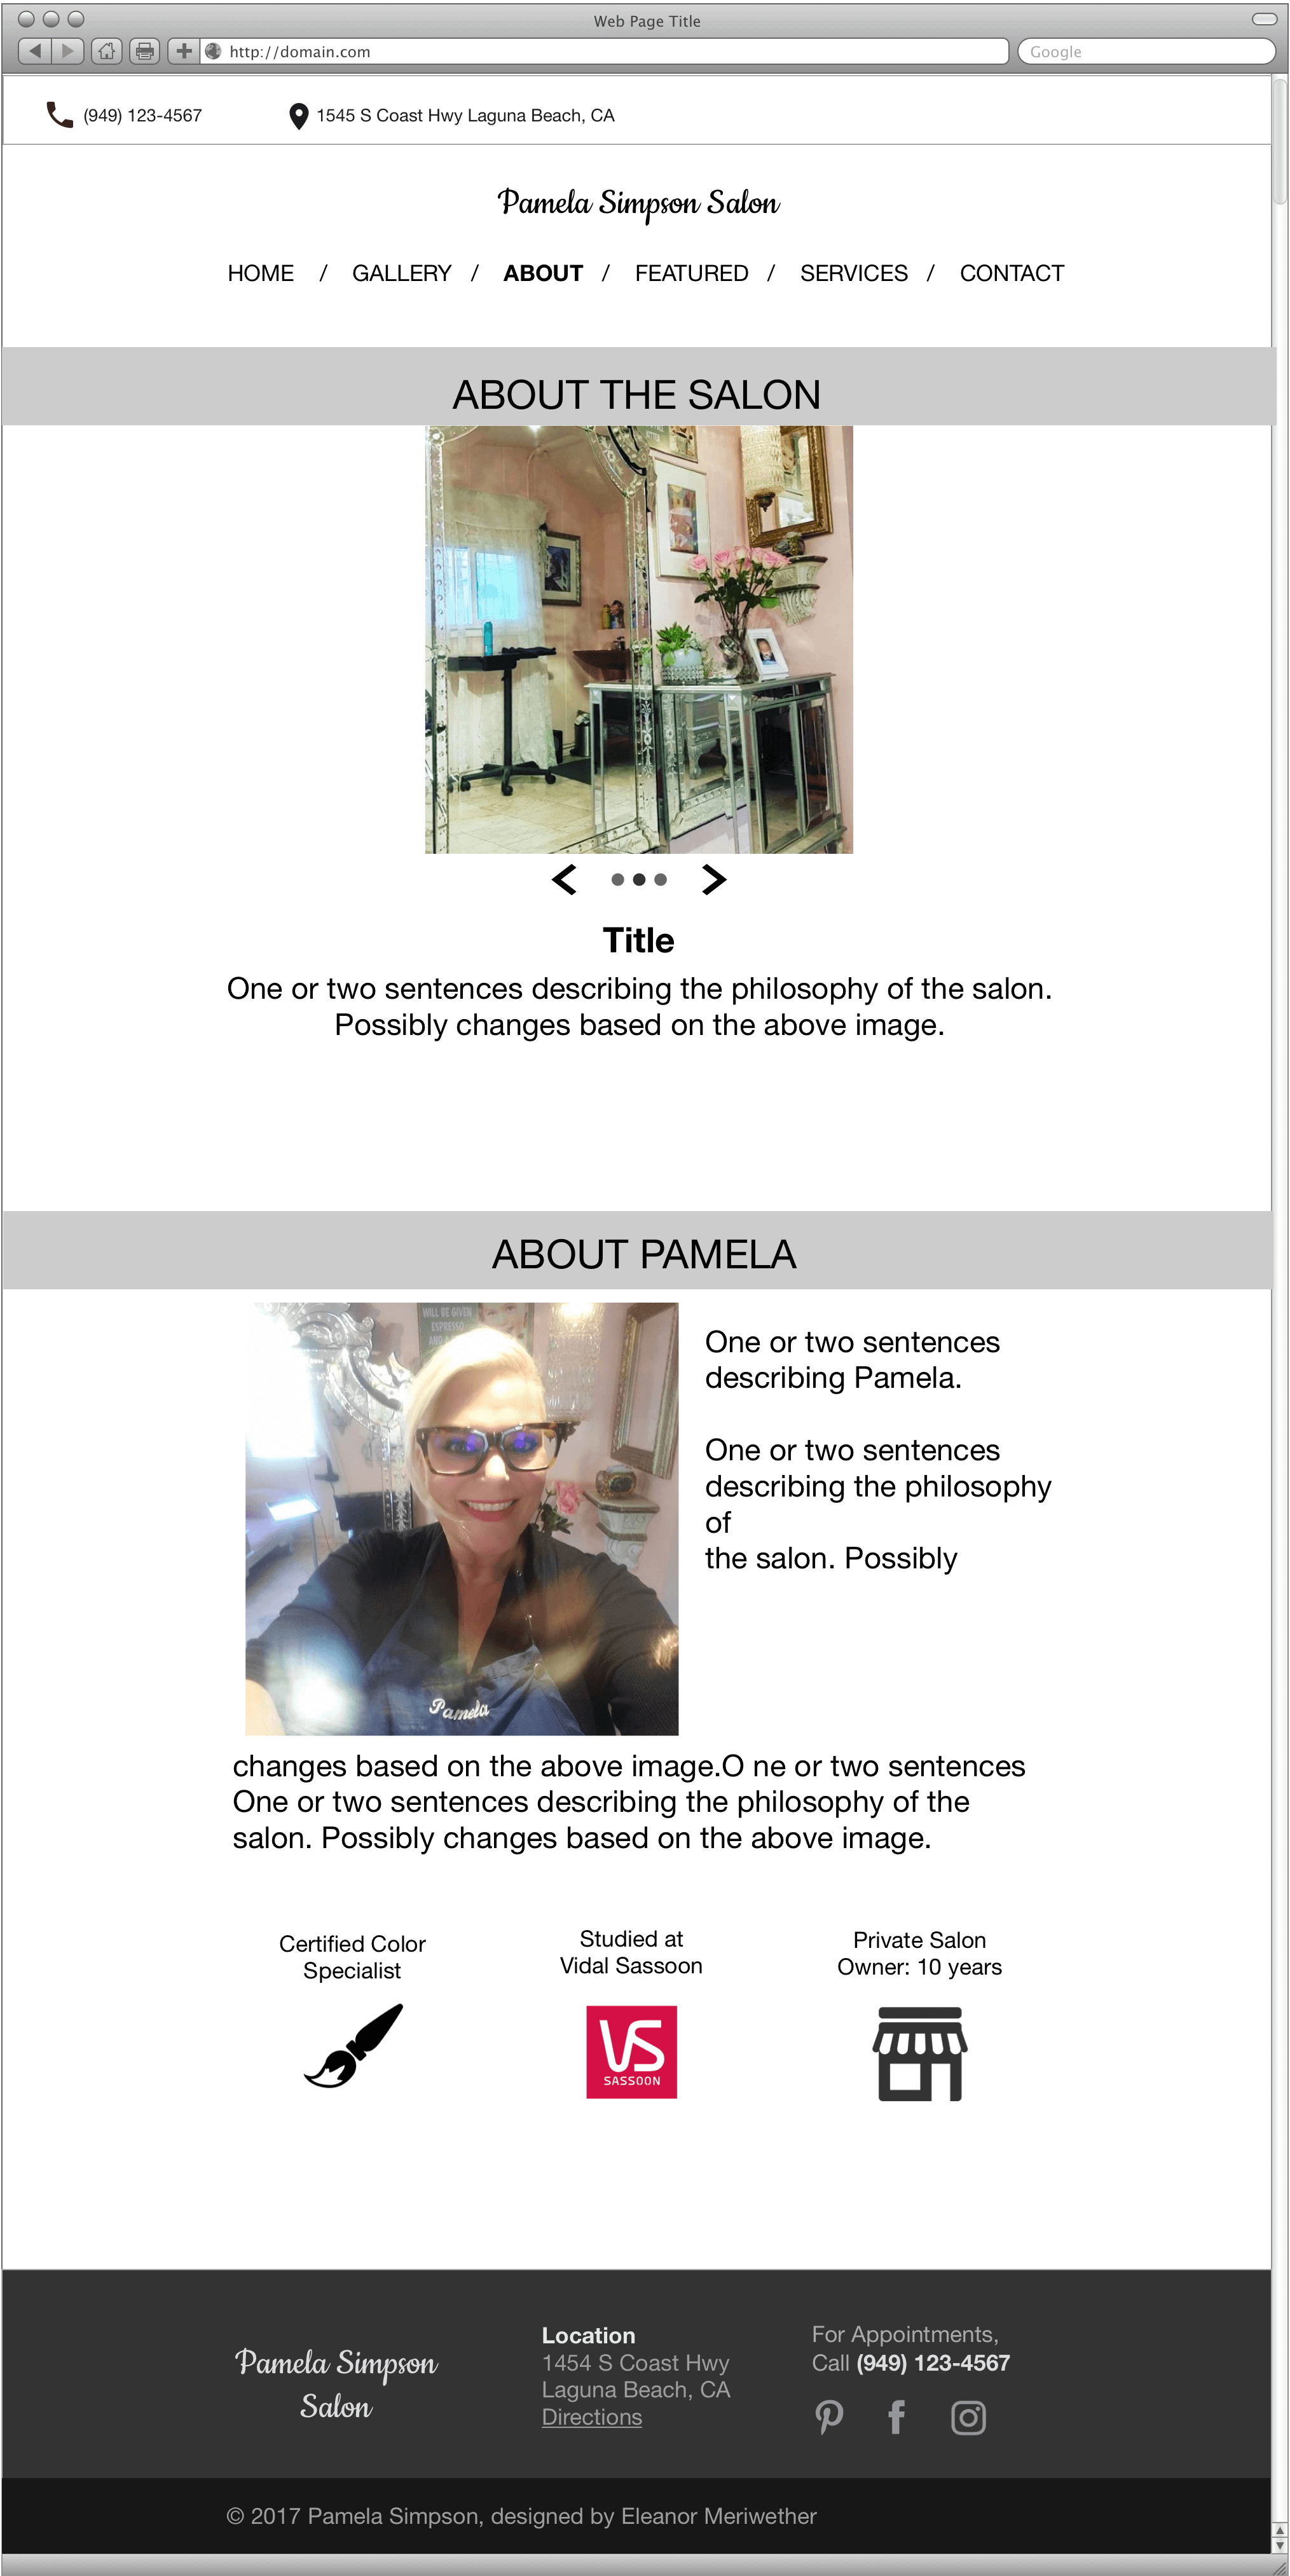 Web Page Title
http://domain.com
Google
(949) 123-4567
1545 S Coast Hwy Laguna Beach, CA
Pamela Simpson Salon
HOME / GALLERY / ABOUT / FEATURED / SERVICES / CONTACT
ABOUT THE SALON
Title
One or two sentences describing the philosophy of the salon.
Possibly changes based on the above image.
ABOUT PAMELA
WILL BE GIVEN
ESPRESSO
One or two sentences
describing Pamela.
One or two sentences
describing the philosophy
of
the salon. Possibly
Pamela
changes based on the above image.O ne or two sentences
One or two sentences describing the philosophy of the
salon. Possibly changes based on the above image.
Certified Color
Specialist
Studied at
Vidal Sassoon
VS
SASSOON
Private Salon
Owner: 10 years
Pamela Simpson
Salon
Location
1454 S Coast Hwy
Laguna Beach, CA
Directions
For Appointments,
Call (949) 123-4567
© 2017 Pamela Simpson, designed by Eleanor Meriwether